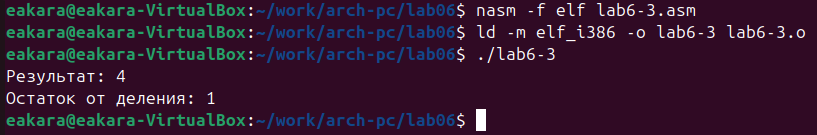 eakara@eakara-VirtualBox:~/work/arch-pc/lab06$ nasm -f elf lab6-3.asm
eakara@eakara-VirtualBox:~/work/arch-pc/lab06$ ld -m elf_i386 -o lab6-3 lab6-3.o
eakara@eakara-VirtualBox:~/work/arch-pc/lab06$ ./lab6-3
Результат: 4
Остаток от деления: 1
eakara@eakara-VirtualBox:~/work/arch-pc/lab06$